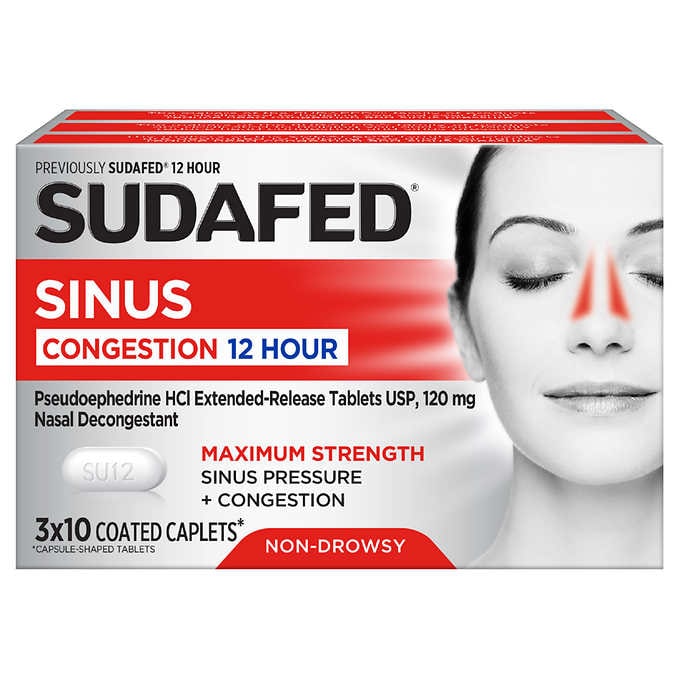 PREVIOUSLY SUDAFED® 12 HOUR
SUDAFED®
SINUS
CONGESTION 12 HOUR
Pseudoephedrine HCl Extended-Release Tablets USP, 120 mg
Nasal Decongestant
SU12
MAXIMUM STRENGTH
SINUS PRESSURE
+ CONGESTION
3x10 COATED CAPLETS*
*CAPSULE-SHAPED TABLETS
NON-DROWSY